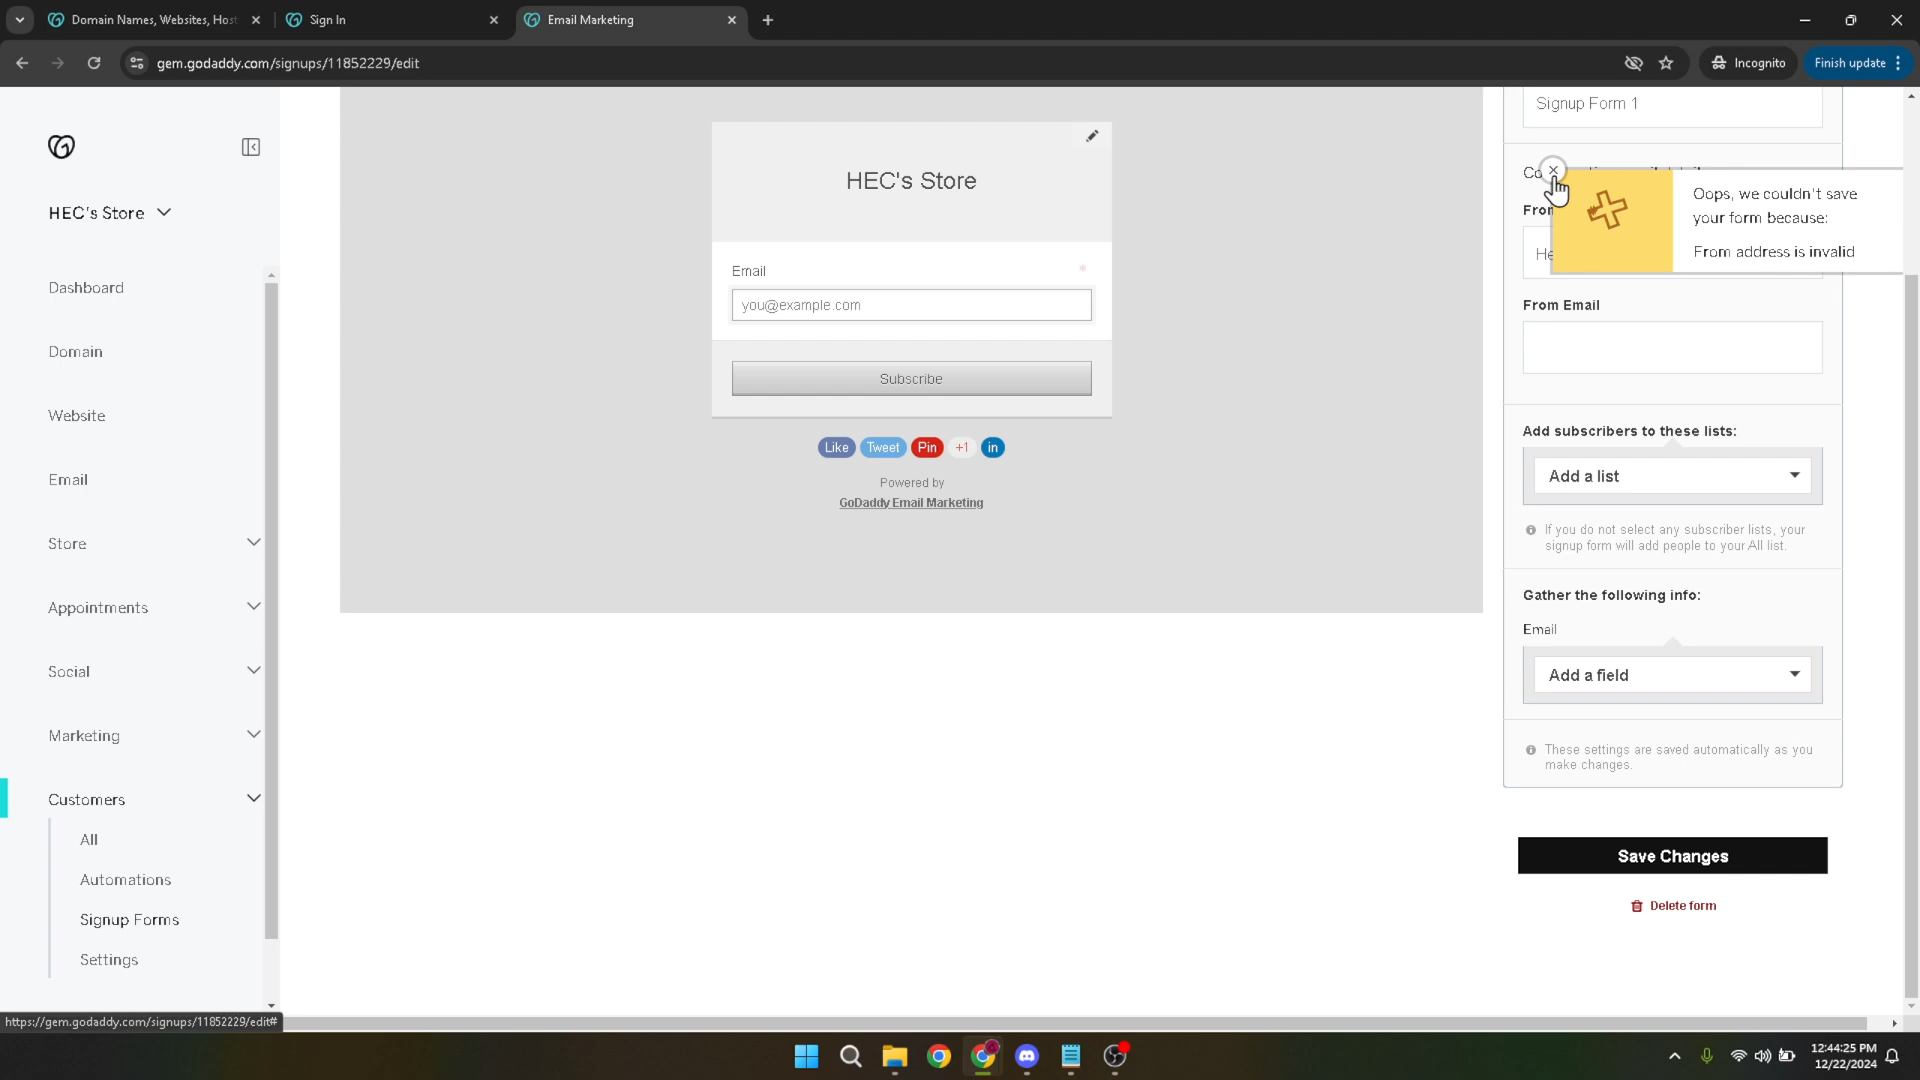 Domain Names, Websites, Host
Sign In
Email Marketing
gem.godaddy.com/signups/11852229/edit
Incognito
Finish update
HEC's Store
Dashboard
Domain
Website
Email
Store
Appointments
Social
Marketing
Customers
All
Automations
Signup Forms
Settings
HEC's Store
Email *
you@example.com
Subscribe
Like Tweet Pin +1 in
Powered by
GoDaddy Email Marketing
Signup Form 1
Oops, we couldn't save
your form because:
From address is invalid
From Email
Add subscribers to these lists:
Add a list
If you do not select any subscriber lists, your
signup form will add people to your All list.
Gather the following info:
Email
Add a field
These settings are saved automatically as you
make changes.
Save Changes
Delete form
https://gem.godaddy.com/signups/11852229/edit#
12:44:25 PM
12/22/2024